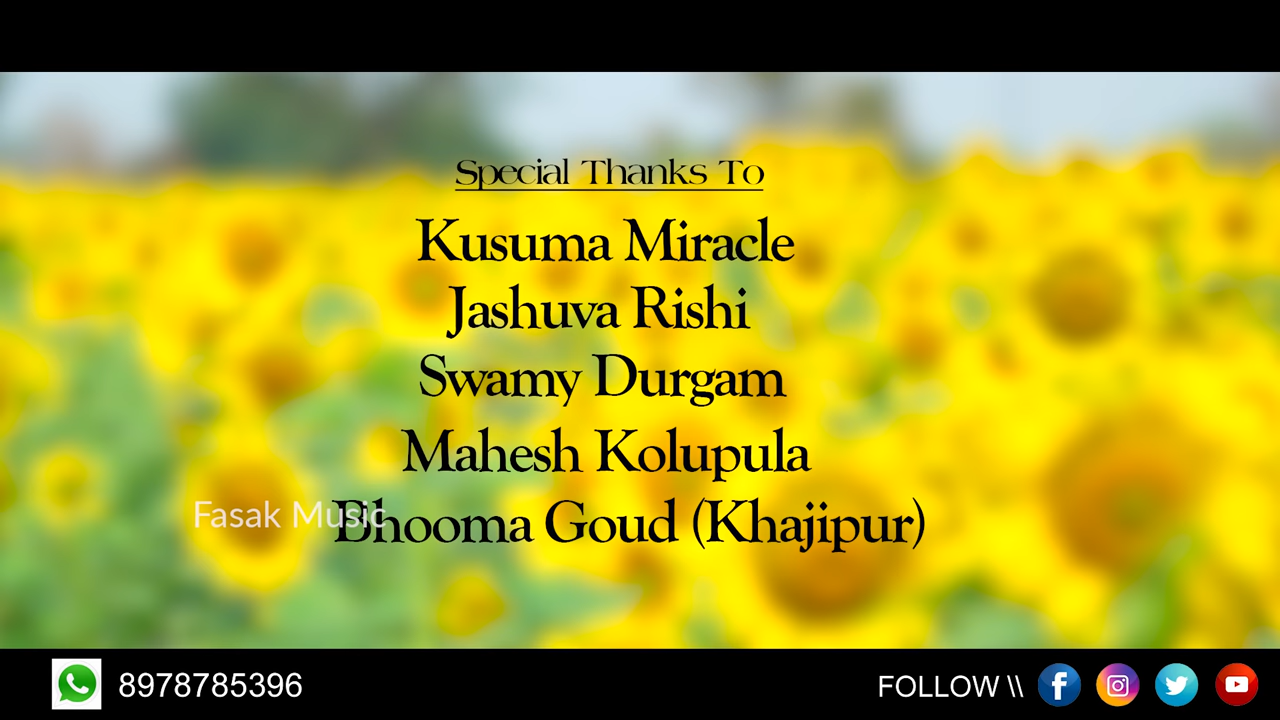 Special Thanks To
Kusuma Miracle
Jashuva Rishi
Swamy Durgam
Mahesh Kolupula
Bhooma Goud (Khajipur)
Fasak Music
8978785396
FOLLOW \\